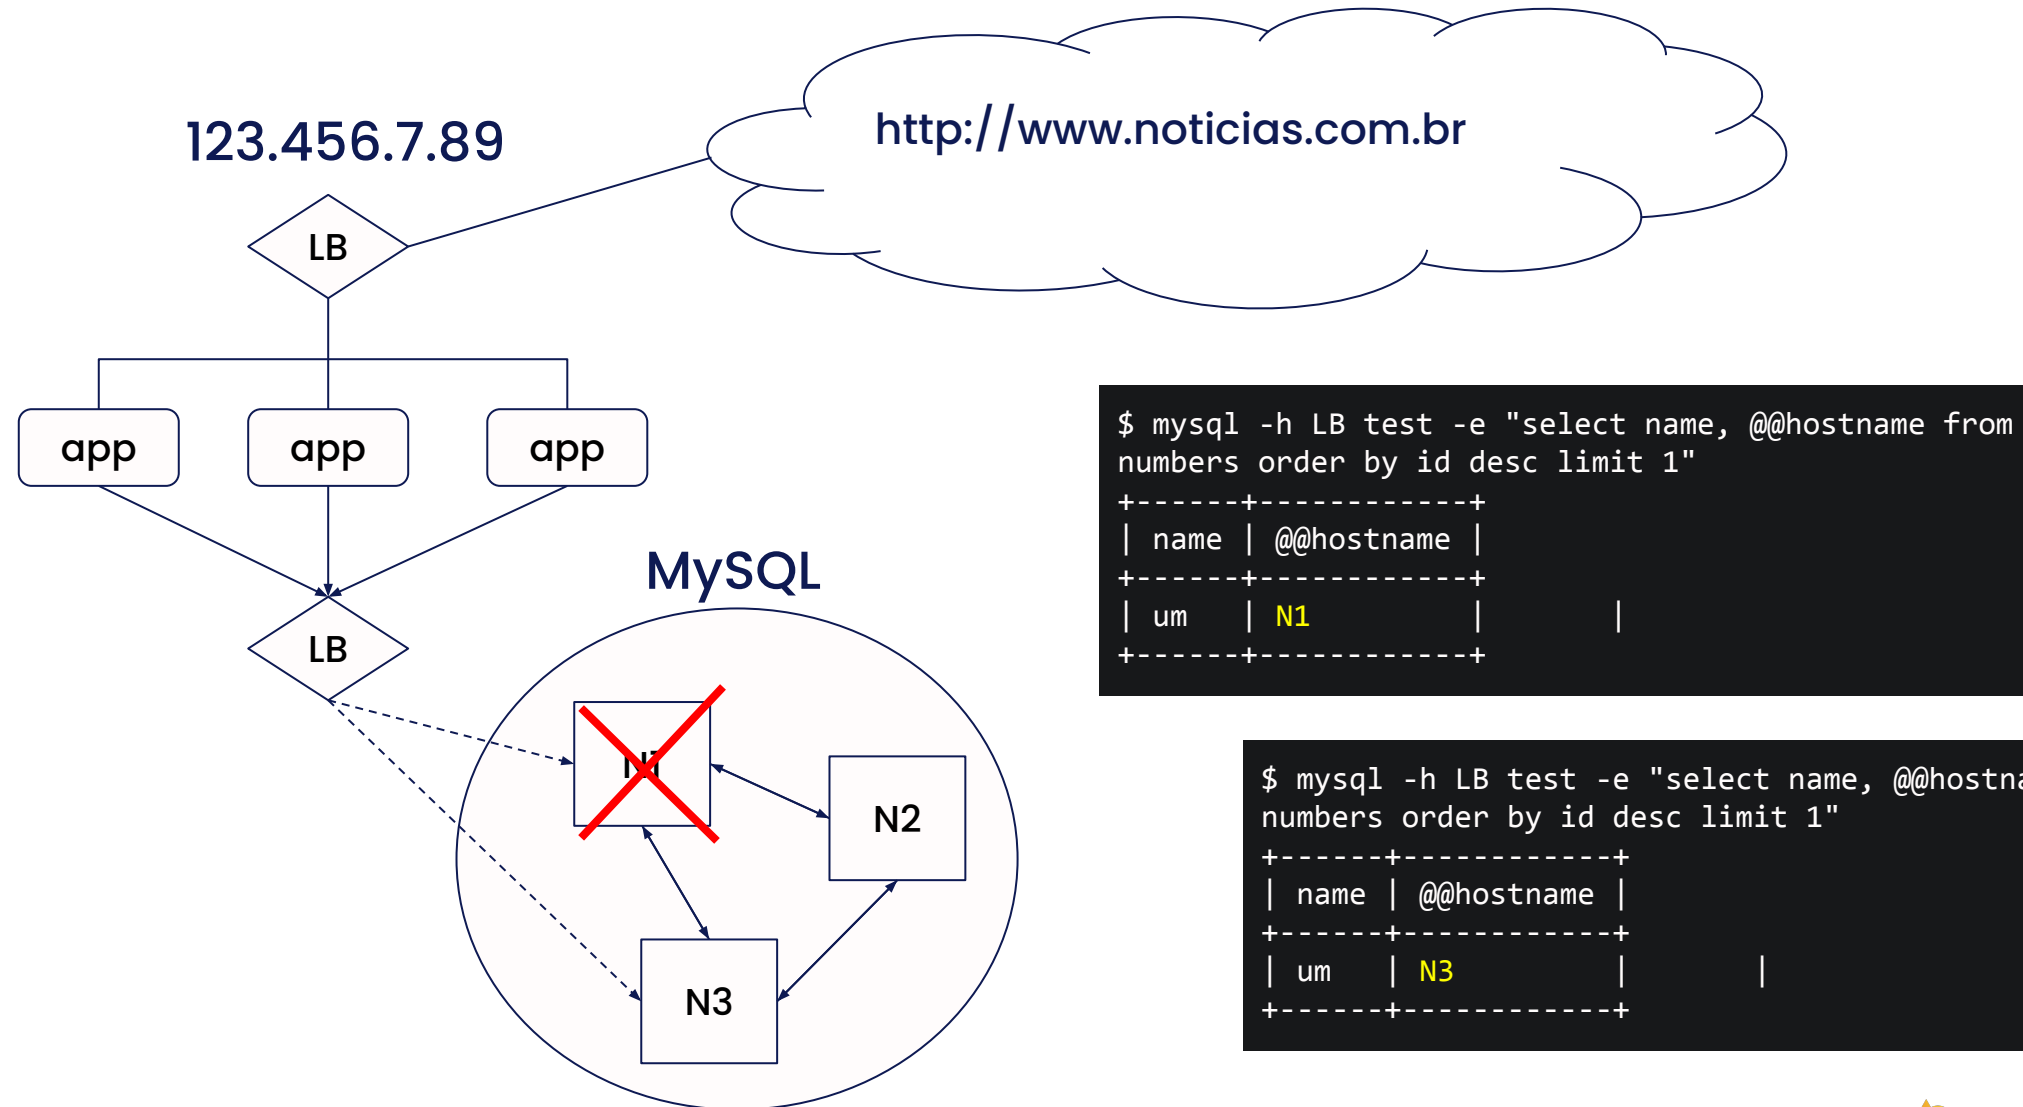 http://www.noticias.com.br
123.456.7.89
LB
app app app
LB
MySQL
N1
N2
N3
$ mysql -h LB test -e "select name, @@hostname from
numbers order by id desc limit 1"
+------+------------+
| name | @@hostname |
+------+------------+
| um   | N1         |       |
+------+------------+
$ mysql -h LB test -e "select name, @@hostna
numbers order by id desc limit 1"
+------+------------+
| name | @@hostname |
+------+------------+
| um   | N3         |       |
+------+------------+